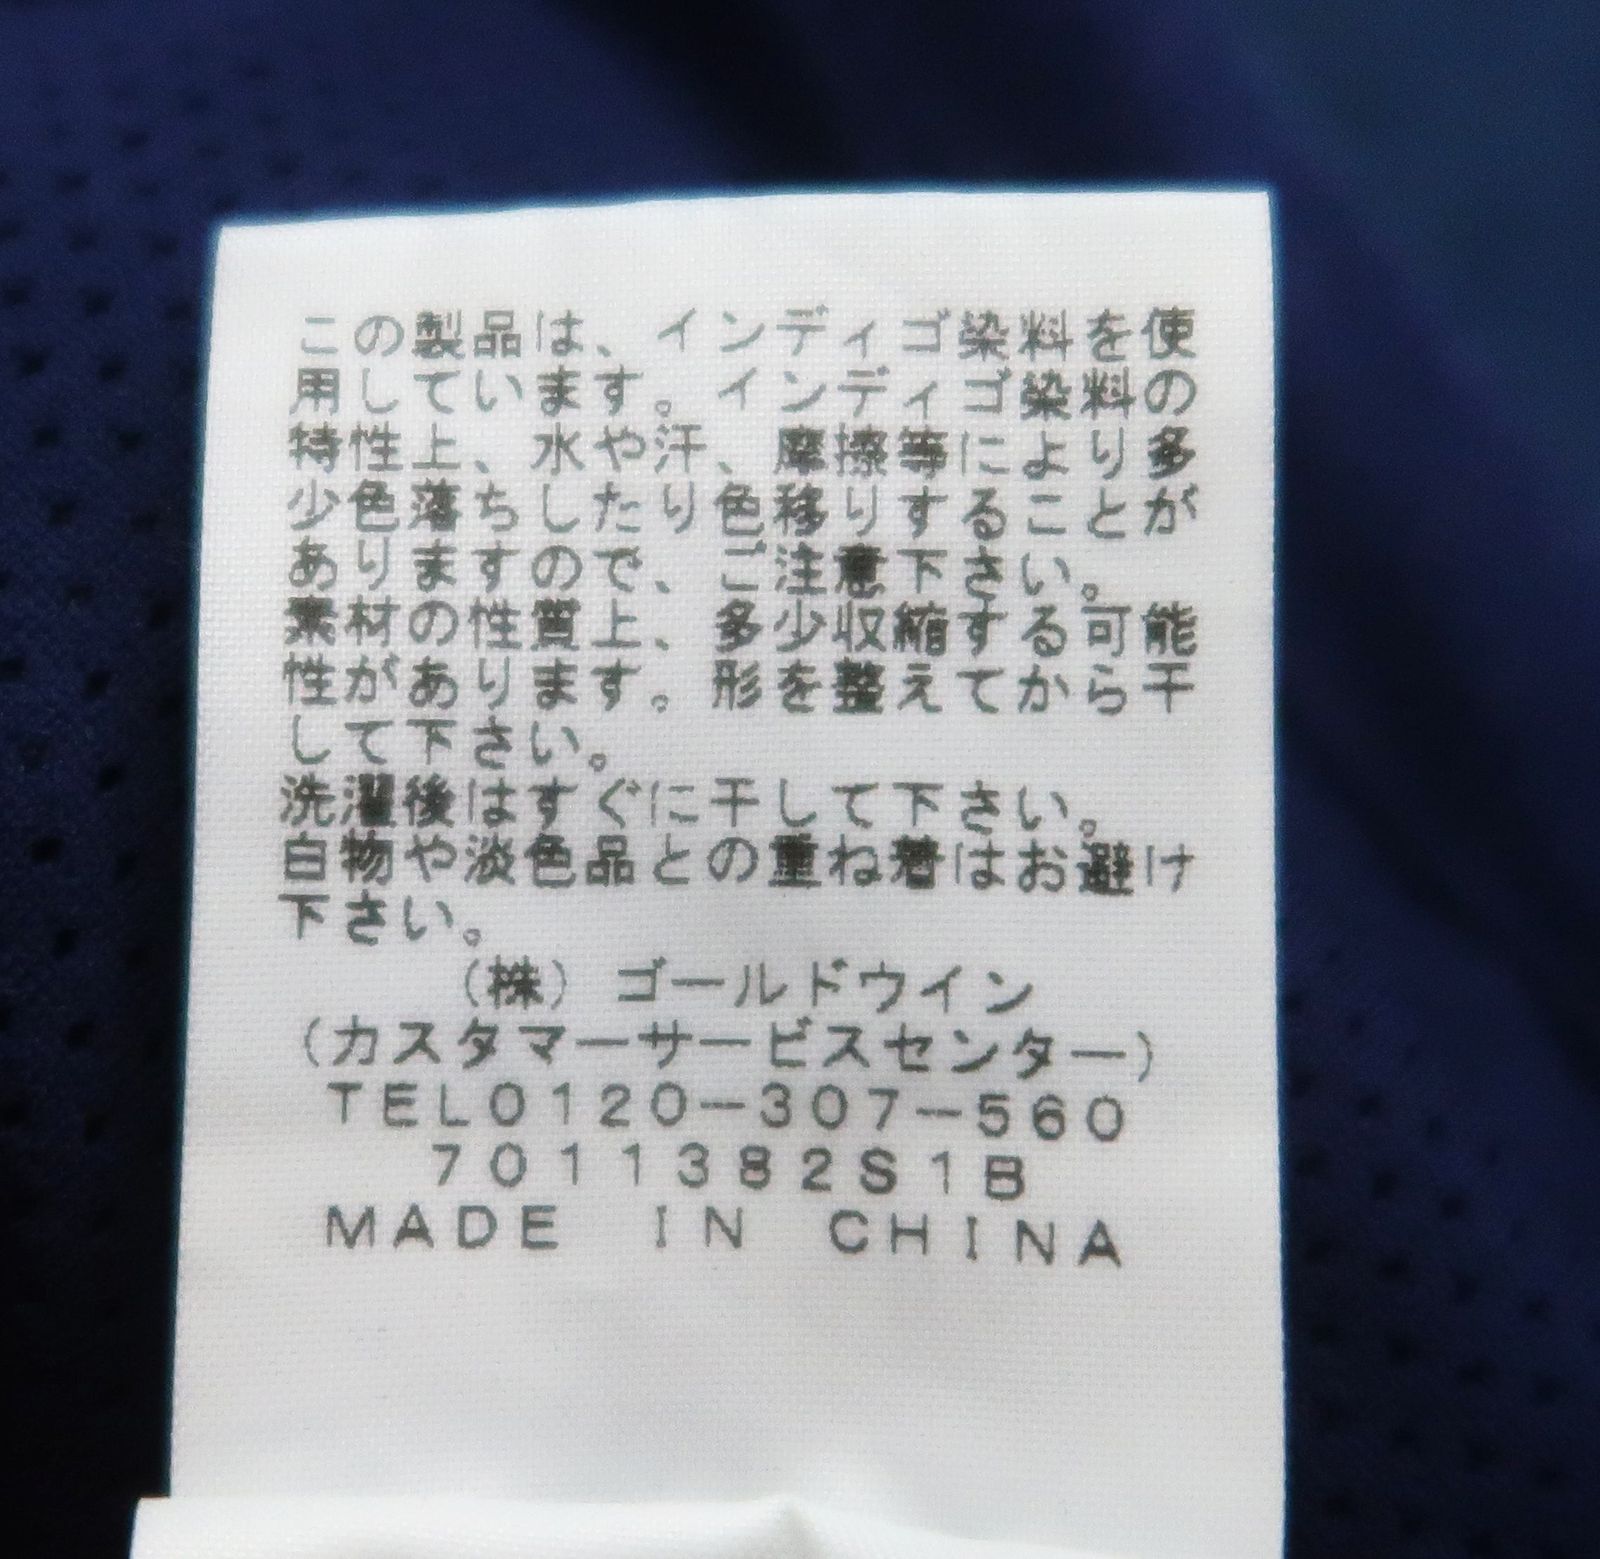 この製品は、インディゴ染料を使
用しています。インディゴ染料の
特性上、水や汗、摩擦等により多
少色落ちしたり色移りすることが
ありますので、ご注意下さい。
素材の性質上、多少収縮する可能
性があります。形を整えてから干
して下さい。
洗濯後はすぐに干して下さい。
白物や淡色品との重ね着はお避け
下さい。
(株)ゴールドウイン
(カスタマーサービスセンター)
TEL0120-307-560
7011382S1B
MADE IN CHINA